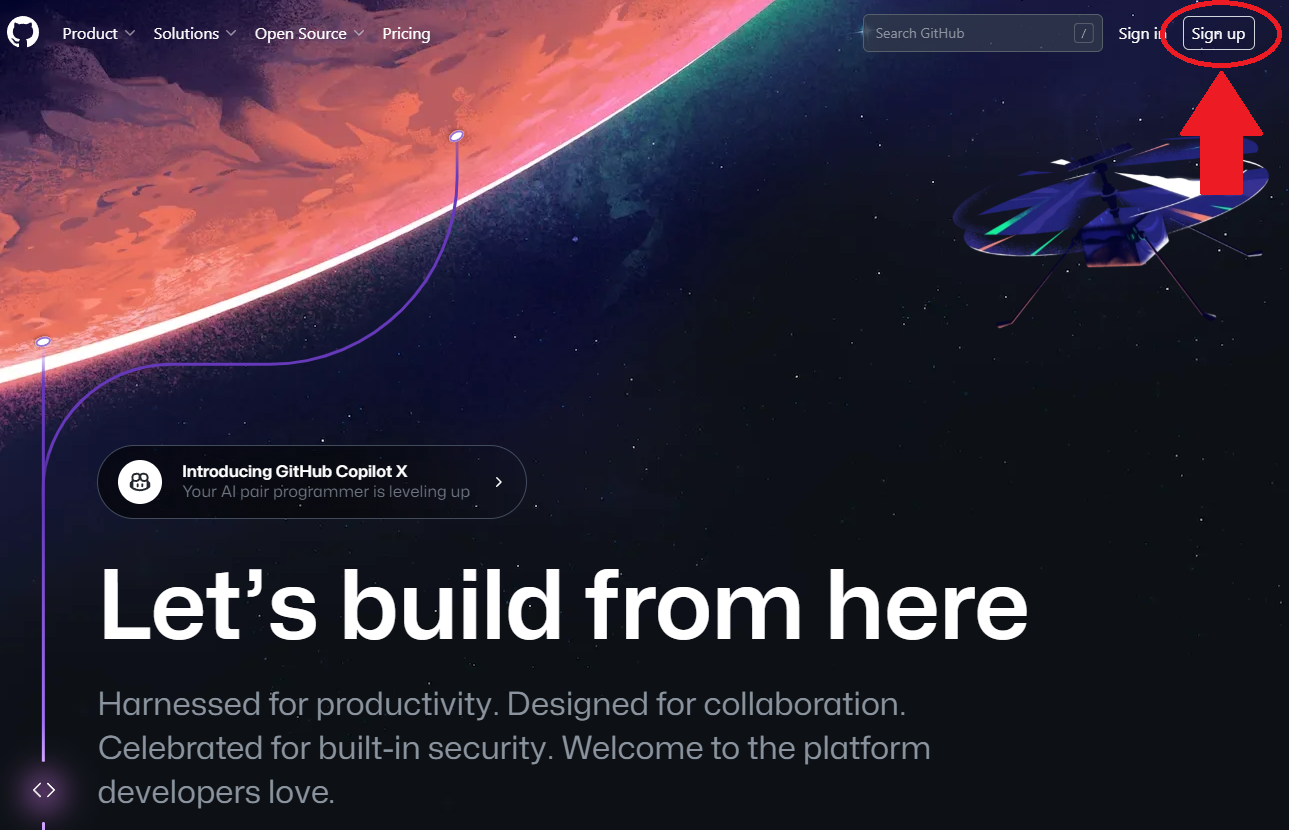 Product
Solutions
Open Source
Pricing
Search GitHub
/
Sign in
Sign up
Introducing GitHub Copilot X
Your AI pair programmer is leveling up
Let’s build from here
Harnessed for productivity. Designed for collaboration.
Celebrated for built-in security. Welcome to the platform
developers love.